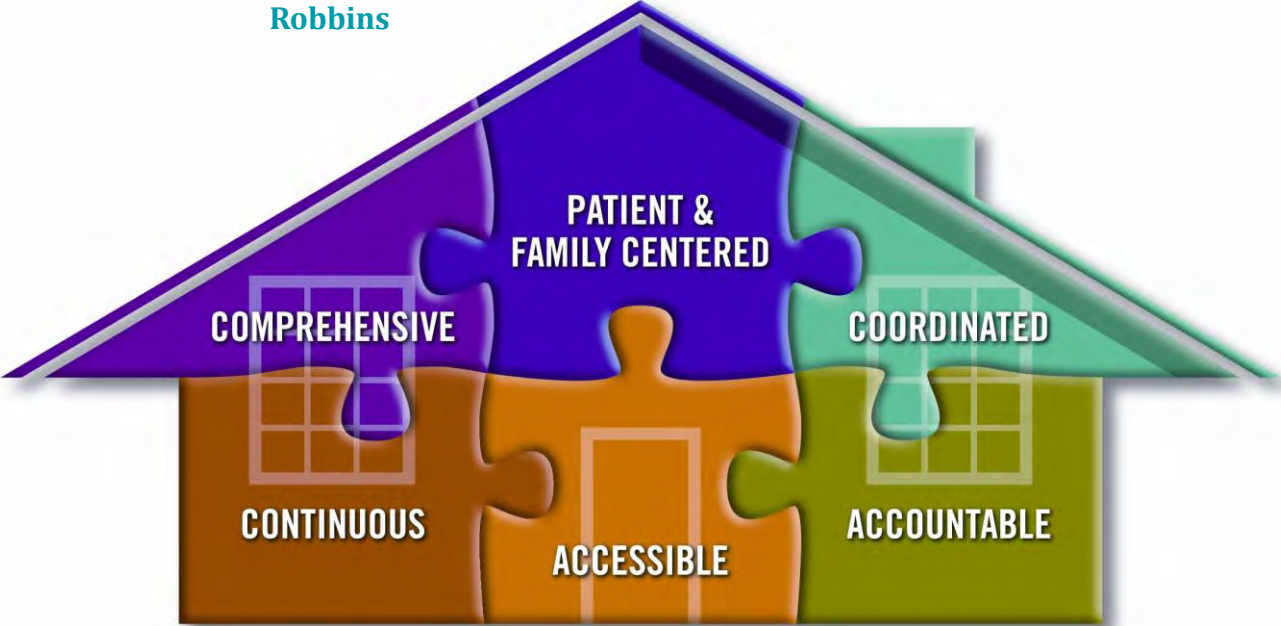 Robbins
PATIENT &
FAMILY CENTERED
COMPREHENSIVE
COORDINATED
CONTINUOUS
ACCESSIBLE
ACCOUNTABLE